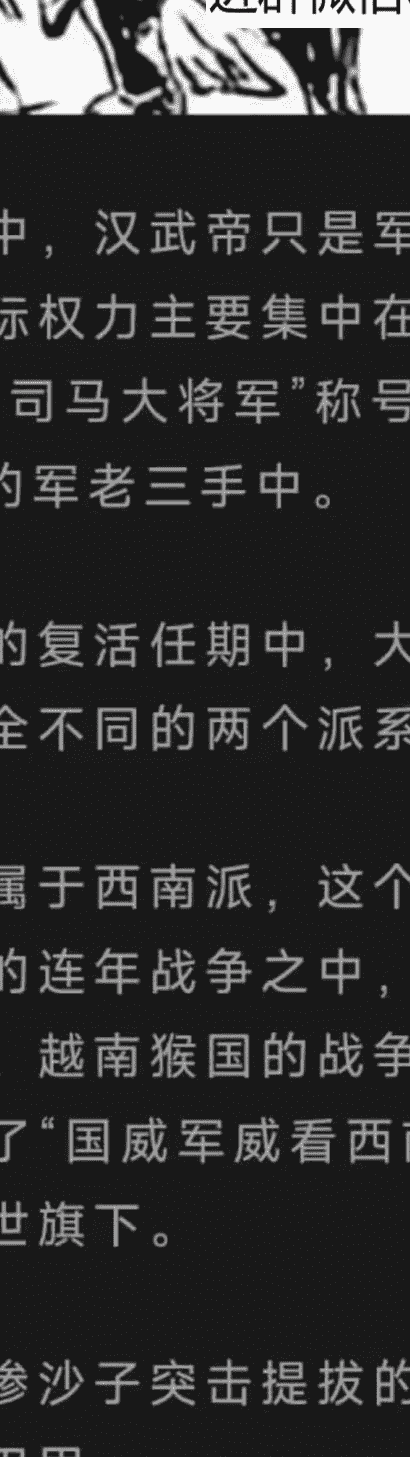 中，汉武帝只是军
际权力主要集中在
司马大将军”称号
的军老三手中。
的复活任期中，大
全不同的两个派系
属于西南派，这个
的连年战争之中，
越南猴国的战争
了“国威军威看西南
世旗下。
掺沙子突击提拔的